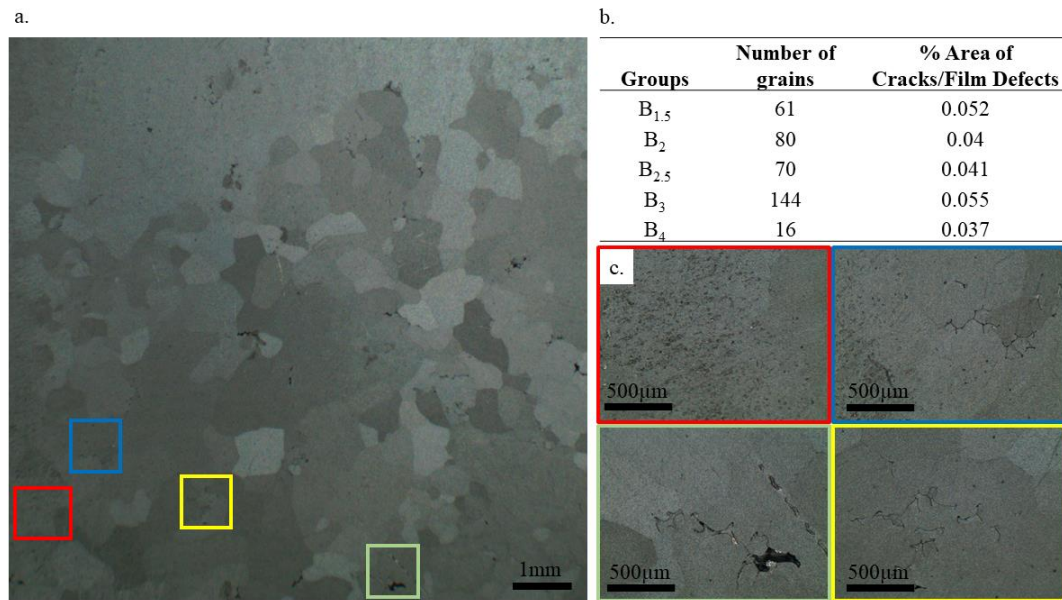 a.
b.
Groups Number of grains % Area of Cracks/Film Defects
B1.5 61 0.052
B2 80 0.04
B2.5 70 0.041
B3 144 0.055
B4 16 0.037
c.
500µm 500µm
1mm 500µm 500µm